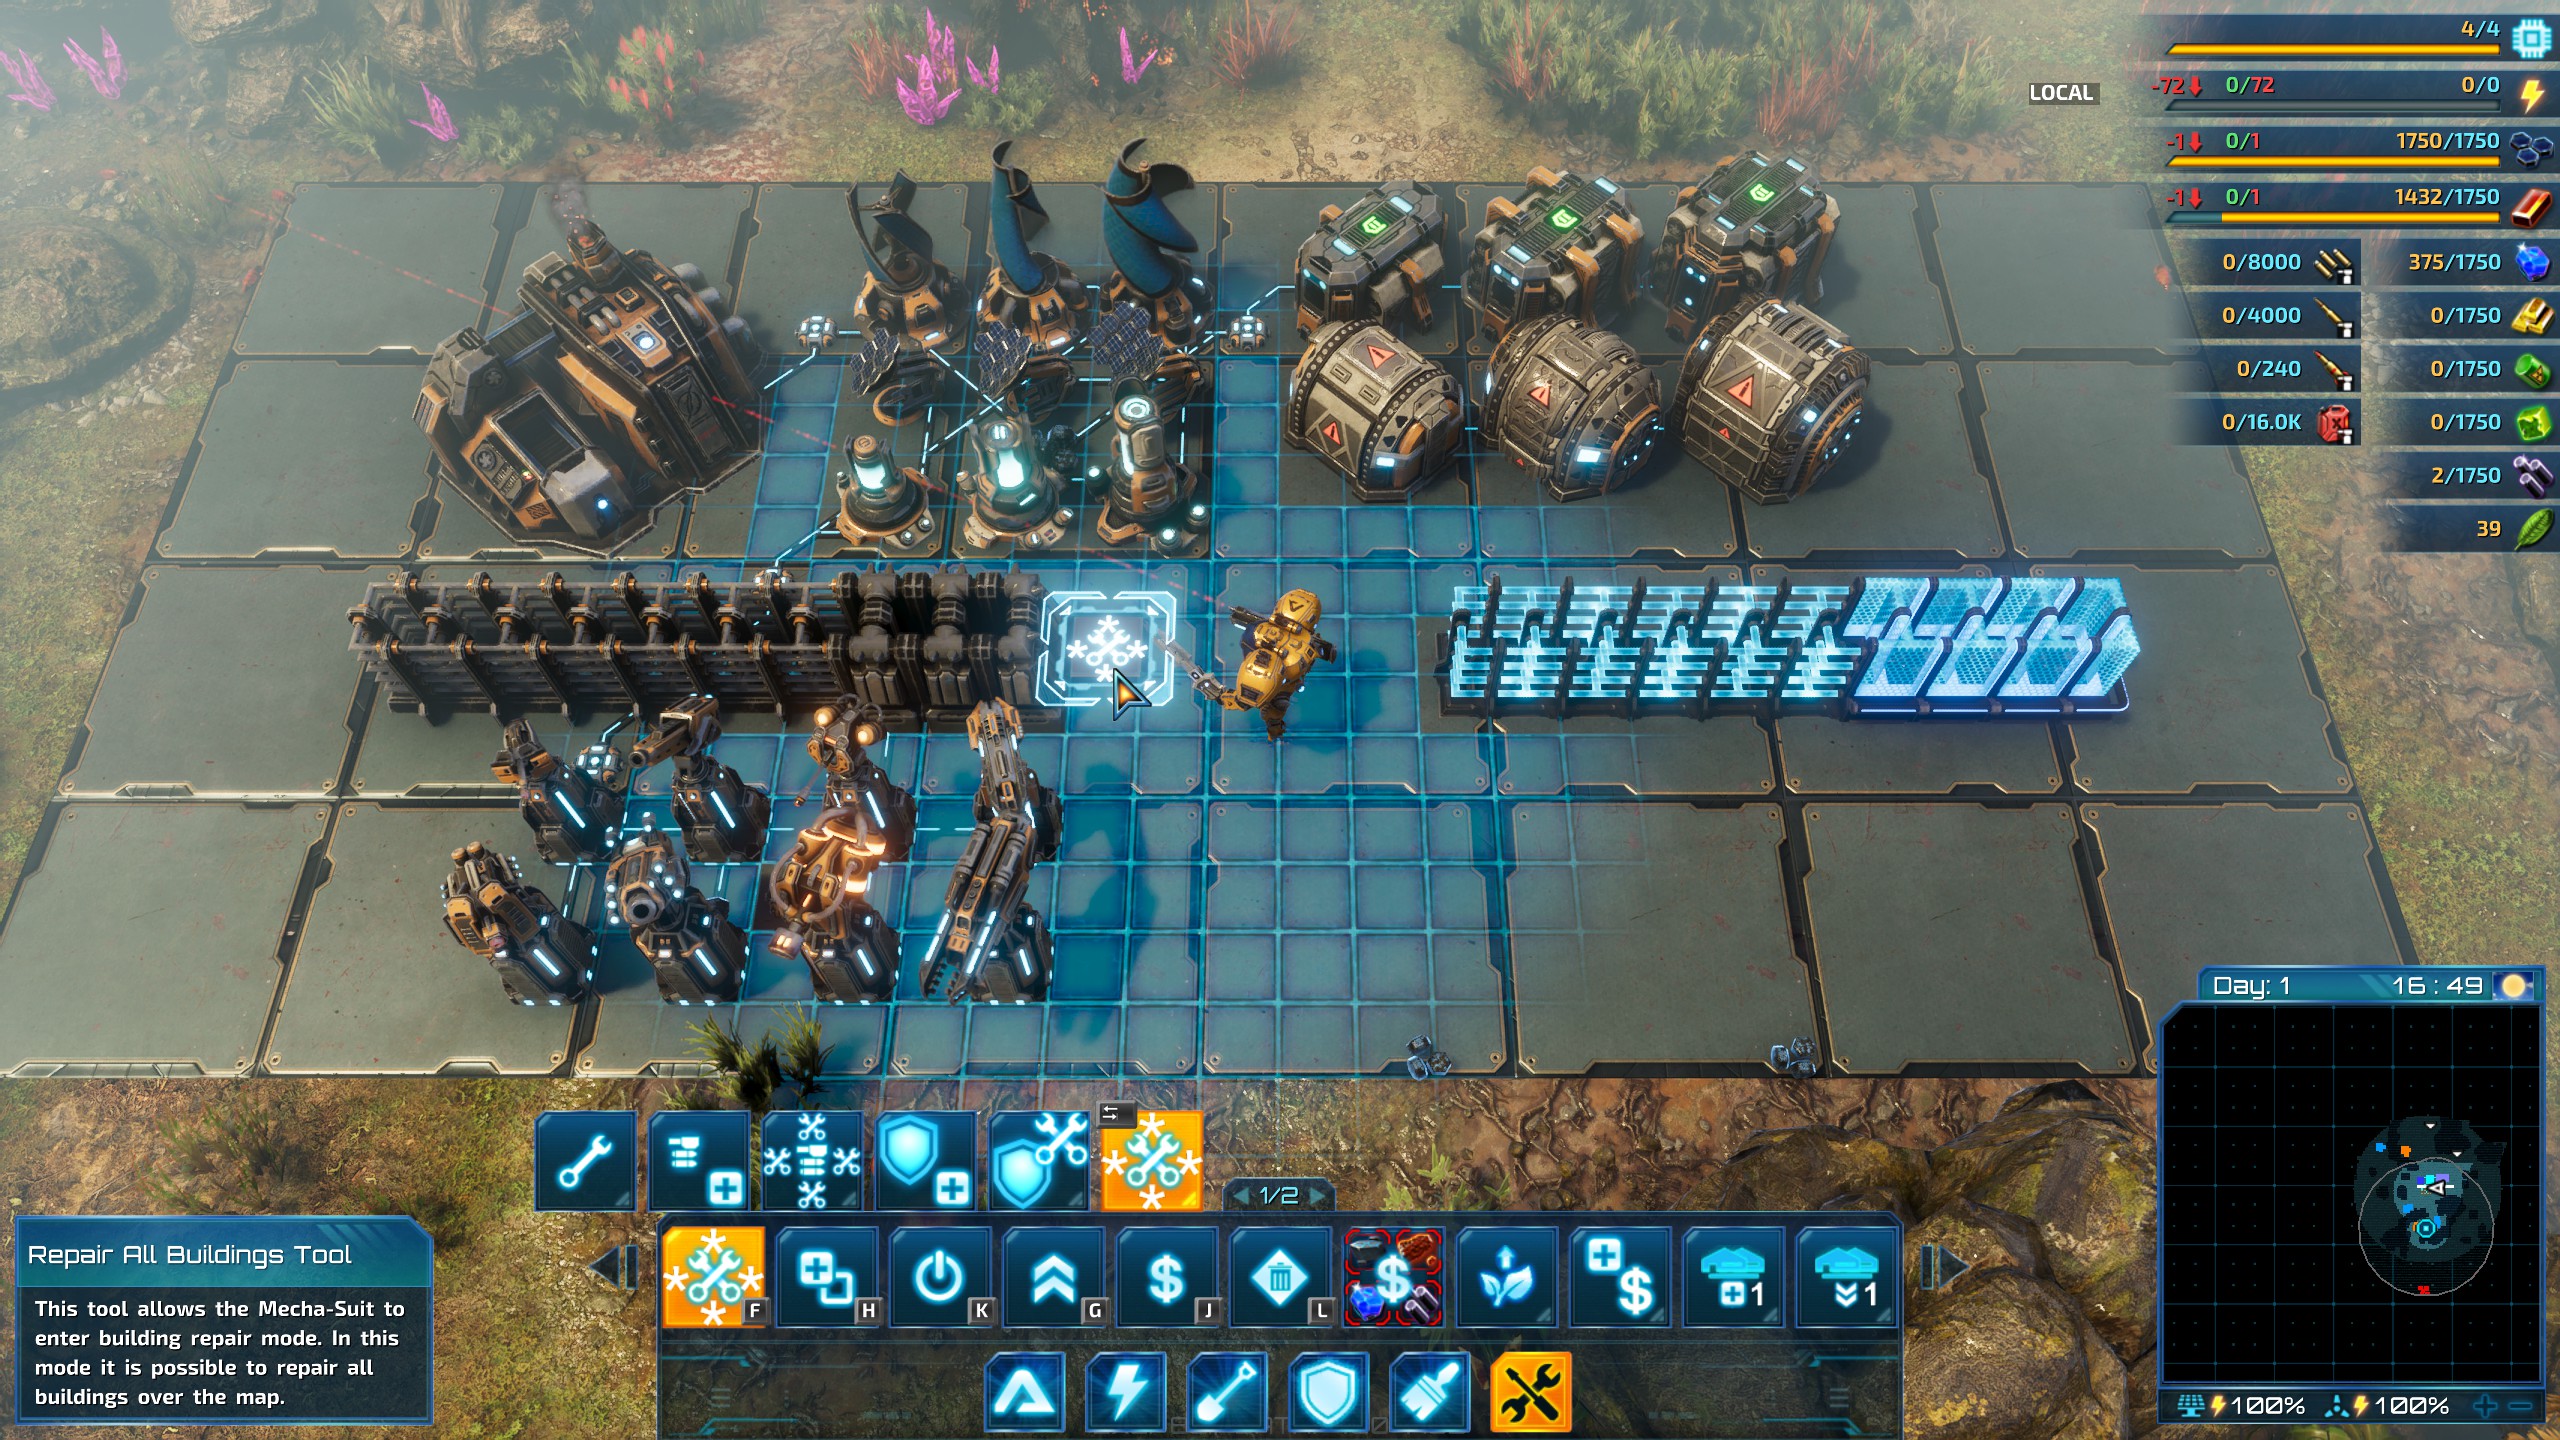 4/4
LOCAL
-72 0/72 0/0
-1 0/1 1750/1750
-1 0/1 1432/1750
0/8000 375/1750
0/4000 0/1750
0/240 0/1750
0/16.0K 0/1750
2/1750
39
Day: 1 16:49
1/2
Repair All Buildings Tool
This tool allows the Mecha-Suit to
enter building repair mode. In this
mode it is possible to repair all
buildings over the map.
F H K G J L 1 1
100% 100%